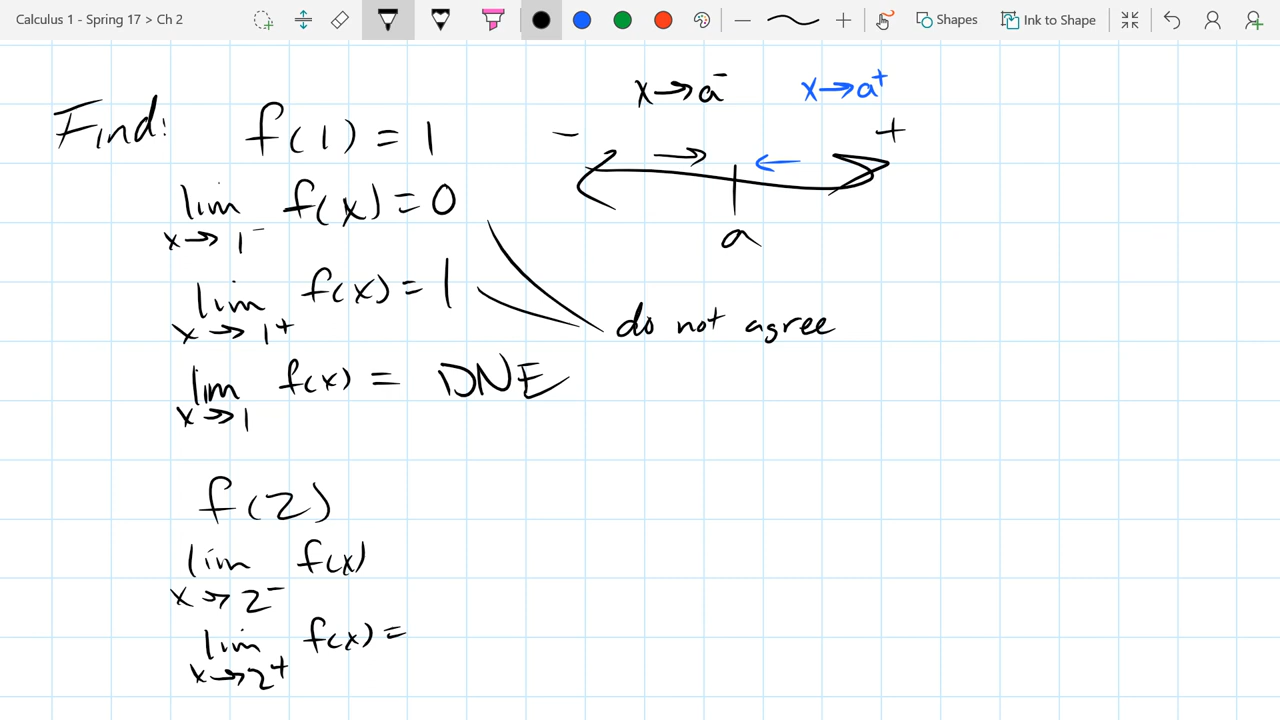 Calculus 1 - Spring 17 > Ch 2
Shapes
Ink to Shape
Find: f(1) = 1
lim f(x) = 0
x→1⁻
lim f(x) = 1
x→1⁺
do not agree
lim f(x) = DNE
x→1
f(2)
lim f(x)
x→2⁻
lim f(x) =
x→2⁺
x→a⁻
x→a⁺
− +
a